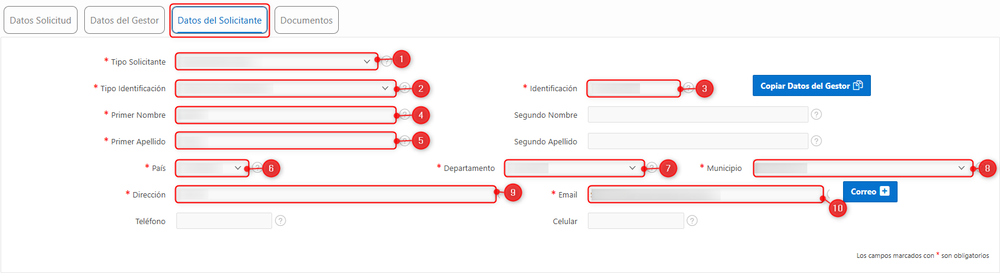 Datos Solicitud Datos del Gestor Datos del Solicitante Documentos
* Tipo Solicitante ? 1
* Tipo Identificación ? 2 * Identificación ? 3 Copiar Datos del Gestor
* Primer Nombre ? 4 Segundo Nombre ?
* Primer Apellido ? 5 Segundo Apellido ?
* País ? 6 * Departamento ? 7 * Municipio 8
* Dirección 9 * Email 10 Correo
Teléfono ? Celular ?
Los campos marcados con * son obligatorios